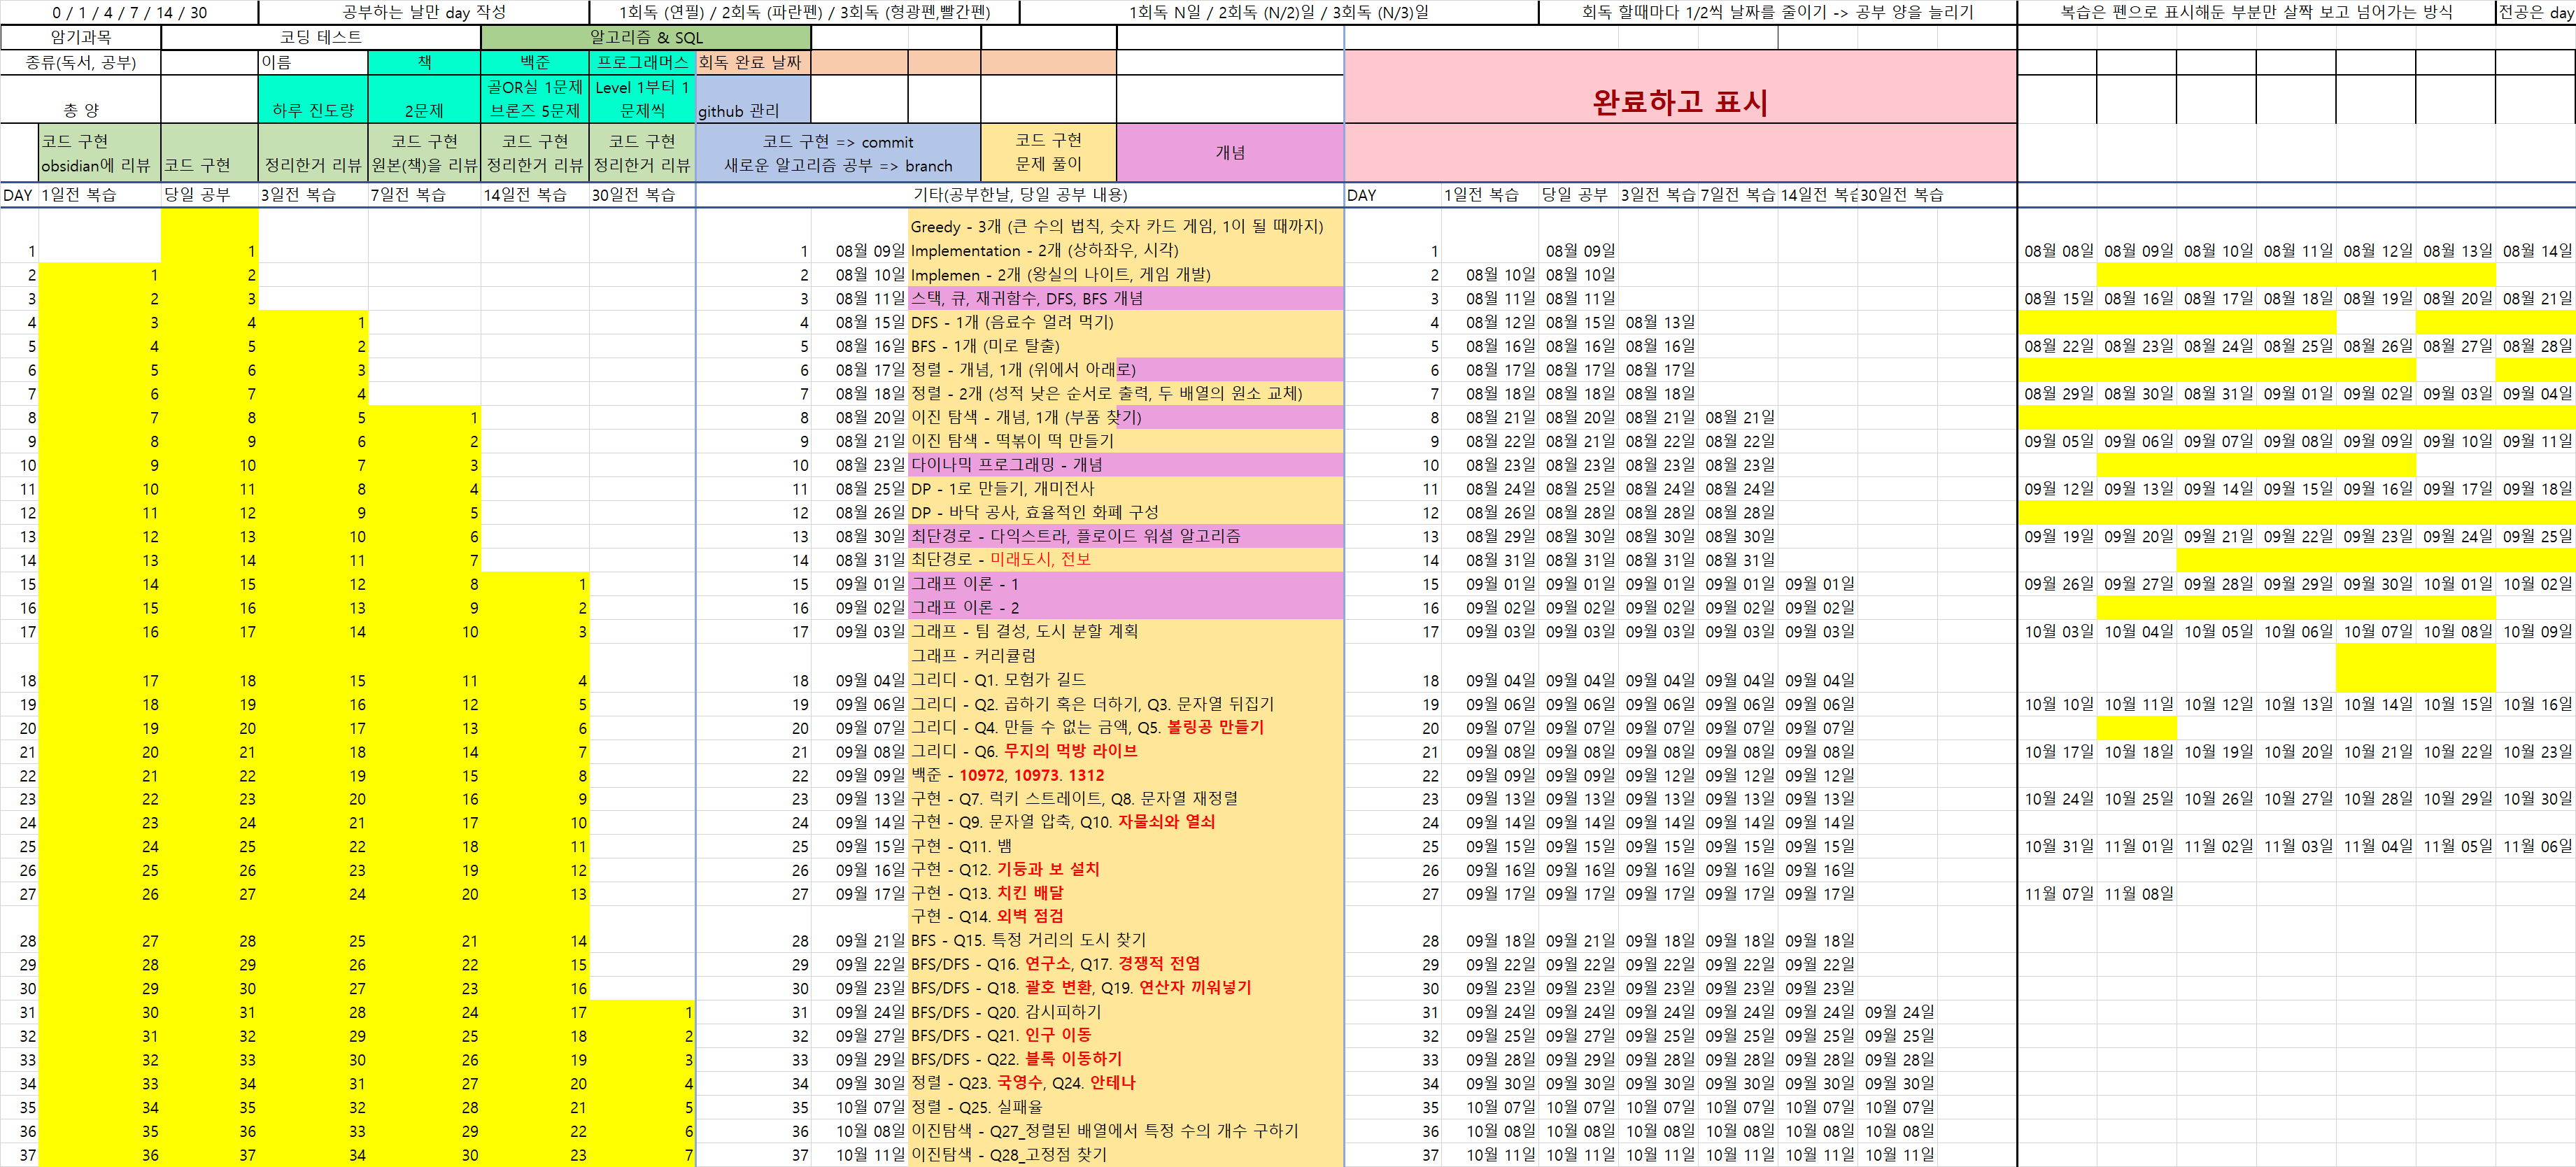 0 / 1 / 4 / 7 / 14 / 30 공부하는 날만 day 작성 1회독 (연필) / 2회독 (파란펜) / 3회독 (형광펜,빨간펜) 1회독 N일 / 2회독 (N/2)일 / 3회독 (N/3)일 회독 할때마다 1/2씩 날짜를 줄이기 -> 공부 양을 늘리기 복습은 펜으로 표시해둔 부분만 살짝 보고 넘어가는 방식 전공은 day
암기과목 코딩 테스트 알고리즘 & SQL
종류(독서, 공부) 이름 책 백준 프로그래머스 회독 완료 날짜
총 양 하루 진도량 2문제 골OR실 1문제 Level 1부터 1 github 관리 완료하고 표시
브론즈 5문제 문제씩
코드 구현 코드 구현 정리한거 리뷰 코드 구현 코드 구현 코드 구현 코드 구현 => commit 코드 구현 개념
obsidian에 리뷰 원본(책)을 리뷰 정리한거 리뷰 정리한거 리뷰 새로운 알고리즘 공부 => branch 문제 풀이
DAY 1일전 복습 당일 공부 3일전 복습 7일전 복습 14일전 복습 30일전 복습 기타(공부한날, 당일 공부 내용) DAY 1일전 복습 당일 공부 3일전 복습 7일전 복습 14일전 복습 30일전 복습
Greedy - 3개 (큰 수의 법칙, 숫자 카드 게임, 1이 될 때까지)
1 1 1 08월 09일 Implementation - 2개 (상하좌우, 시각) 1 08월 09일 08월 08일 08월 09일 08월 10일 08월 11일 08월 12일 08월 13일 08월 14일
2 1 2 2 08월 10일 Implemen - 2개 (왕실의 나이트, 게임 개발) 2 08월 10일 08월 10일
3 2 3 3 08월 11일 스택, 큐, 재귀함수, DFS, BFS 개념 3 08월 11일 08월 11일 08월 15일 08월 16일 08월 17일 08월 18일 08월 19일 08월 20일 08월 21일
4 3 4 1 4 08월 15일 DFS - 1개 (음료수 얼려 먹기) 4 08월 12일 08월 15일 08월 13일
5 4 5 2 5 08월 16일 BFS - 1개 (미로 탈출) 5 08월 16일 08월 16일 08월 16일 08월 22일 08월 23일 08월 24일 08월 25일 08월 26일 08월 27일 08월 28일
6 5 6 3 6 08월 17일 정렬 - 개념, 1개 (위에서 아래로) 6 08월 17일 08월 17일 08월 17일
7 6 7 4 7 08월 18일 정렬 - 2개 (성적 낮은 순서로 출력, 두 배열의 원소 교체) 7 08월 18일 08월 18일 08월 18일 08월 29일 08월 30일 08월 31일 09월 01일 09월 02일 09월 03일 09월 04일
8 7 8 5 1 8 08월 20일 이진 탐색 - 개념, 1개 (부품 찾기) 8 08월 21일 08월 20일 08월 21일 08월 21일
9 8 9 6 2 9 08월 21일 이진 탐색 - 떡볶이 떡 만들기 9 08월 22일 08월 21일 08월 22일 08월 22일 09월 05일 09월 06일 09월 07일 09월 08일 09월 09일 09월 10일 09월 11일
10 9 10 7 3 10 08월 23일 다이나믹 프로그래밍 - 개념 10 08월 23일 08월 23일 08월 23일 08월 23일
11 10 11 8 4 11 08월 25일 DP - 1로 만들기, 개미전사 11 08월 24일 08월 25일 08월 24일 08월 24일 09월 12일 09월 13일 09월 14일 09월 15일 09월 16일 09월 17일 09월 18일
12 11 12 9 5 12 08월 26일 DP - 바닥 공사, 효율적인 화폐 구성 12 08월 26일 08월 28일 08월 28일 08월 28일
13 12 13 10 6 13 08월 30일 최단경로 - 다익스트라, 플로이드 워셜 알고리즘 13 08월 29일 08월 30일 08월 30일 08월 30일 09월 19일 09월 20일 09월 21일 09월 22일 09월 23일 09월 24일 09월 25일
14 13 14 11 7 14 08월 31일 최단경로 - 미래도시, 전보 14 08월 31일 08월 31일 08월 31일 08월 31일
15 14 15 12 8 1 15 09월 01일 그래프 이론 - 1 15 09월 01일 09월 01일 09월 01일 09월 01일 09월 01일 09월 26일 09월 27일 09월 28일 09월 29일 09월 30일 10월 01일 10월 02일
16 15 16 13 9 2 16 09월 02일 그래프 이론 - 2 16 09월 02일 09월 02일 09월 02일 09월 02일 09월 02일
17 16 17 14 10 3 17 09월 03일 그래프 - 팀 결성, 도시 분할 계획 17 09월 03일 09월 03일 09월 03일 09월 03일 09월 03일 10월 03일 10월 04일 10월 05일 10월 06일 10월 07일 10월 08일 10월 09일
그래프 - 커리큘럼
18 17 18 15 11 4 18 09월 04일 그리디 - Q1. 모험가 길드 18 09월 04일 09월 04일 09월 04일 09월 04일 09월 04일
19 18 19 16 12 5 19 09월 06일 그리디 - Q2. 곱하기 혹은 더하기, Q3. 문자열 뒤집기 19 09월 06일 09월 06일 09월 06일 09월 06일 09월 06일 10월 10일 10월 11일 10월 12일 10월 13일 10월 14일 10월 15일 10월 16일
20 19 20 17 13 6 20 09월 07일 그리디 - Q4. 만들 수 없는 금액, Q5. 볼링공 만들기 20 09월 07일 09월 07일 09월 07일 09월 07일 09월 07일
21 20 21 18 14 7 21 09월 08일 그리디 - Q6. 무지의 먹방 라이브 21 09월 08일 09월 08일 09월 08일 09월 08일 09월 08일 10월 17일 10월 18일 10월 19일 10월 20일 10월 21일 10월 22일 10월 23일
22 21 22 19 15 8 22 09월 09일 백준 - 10972, 10973. 1312 22 09월 09일 09월 09일 09월 12일 09월 12일 09월 12일
23 22 23 20 16 9 23 09월 13일 구현 - Q7. 럭키 스트레이트, Q8. 문자열 재정렬 23 09월 13일 09월 13일 09월 13일 09월 13일 09월 13일 10월 24일 10월 25일 10월 26일 10월 27일 10월 28일 10월 29일 10월 30일
24 23 24 21 17 10 24 09월 14일 구현 - Q9. 문자열 압축, Q10. 자물쇠와 열쇠 24 09월 14일 09월 14일 09월 14일 09월 14일 09월 14일
25 24 25 22 18 11 25 09월 15일 구현 - Q11. 뱀 25 09월 15일 09월 15일 09월 15일 09월 15일 09월 15일 10월 31일 11월 01일 11월 02일 11월 03일 11월 04일 11월 05일 11월 06일
26 25 26 23 19 12 26 09월 16일 구현 - Q12. 기둥과 보 설치 26 09월 16일 09월 16일 09월 16일 09월 16일 09월 16일
27 26 27 24 20 13 27 09월 17일 구현 - Q13. 치킨 배달 27 09월 17일 09월 17일 09월 17일 09월 17일 09월 17일 11월 07일 11월 08일
구현 - Q14. 외벽 점검
28 27 28 25 21 14 28 09월 21일 BFS - Q15. 특정 거리의 도시 찾기 28 09월 18일 09월 21일 09월 18일 09월 18일 09월 18일
29 28 29 26 22 15 29 09월 22일 BFS/DFS - Q16. 연구소, Q17. 경쟁적 전염 29 09월 22일 09월 22일 09월 22일 09월 22일 09월 22일
30 29 30 27 23 16 30 09월 23일 BFS/DFS - Q18. 괄호 변환, Q19. 연산자 끼워넣기 30 09월 23일 09월 23일 09월 23일 09월 23일 09월 23일
31 30 31 28 24 17 1 31 09월 24일 BFS/DFS - Q20. 감시피하기 31 09월 24일 09월 24일 09월 24일 09월 24일 09월 24일 09월 24일
32 31 32 29 25 18 2 32 09월 27일 BFS/DFS - Q21. 인구 이동 32 09월 25일 09월 27일 09월 25일 09월 25일 09월 25일 09월 25일
33 32 33 30 26 19 3 33 09월 29일 BFS/DFS - Q22. 블록 이동하기 33 09월 28일 09월 29일 09월 28일 09월 28일 09월 28일 09월 28일
34 33 34 31 27 20 4 34 09월 30일 정렬 - Q23. 국영수, Q24. 안테나 34 09월 30일 09월 30일 09월 30일 09월 30일 09월 30일 09월 30일
35 34 35 32 28 21 5 35 10월 07일 정렬 - Q25. 실패율 35 10월 07일 10월 07일 10월 07일 10월 07일 10월 07일 10월 07일
36 35 36 33 29 22 6 36 10월 08일 이진탐색 - Q27_정렬된 배열에서 특정 수의 개수 구하기 36 10월 08일 10월 08일 10월 08일 10월 08일 10월 08일 10월 08일
37 36 37 34 30 23 7 37 10월 11일 이진탐색 - Q28_고정점 찾기 37 10월 11일 10월 11일 10월 11일 10월 11일 10월 11일 10월 11일